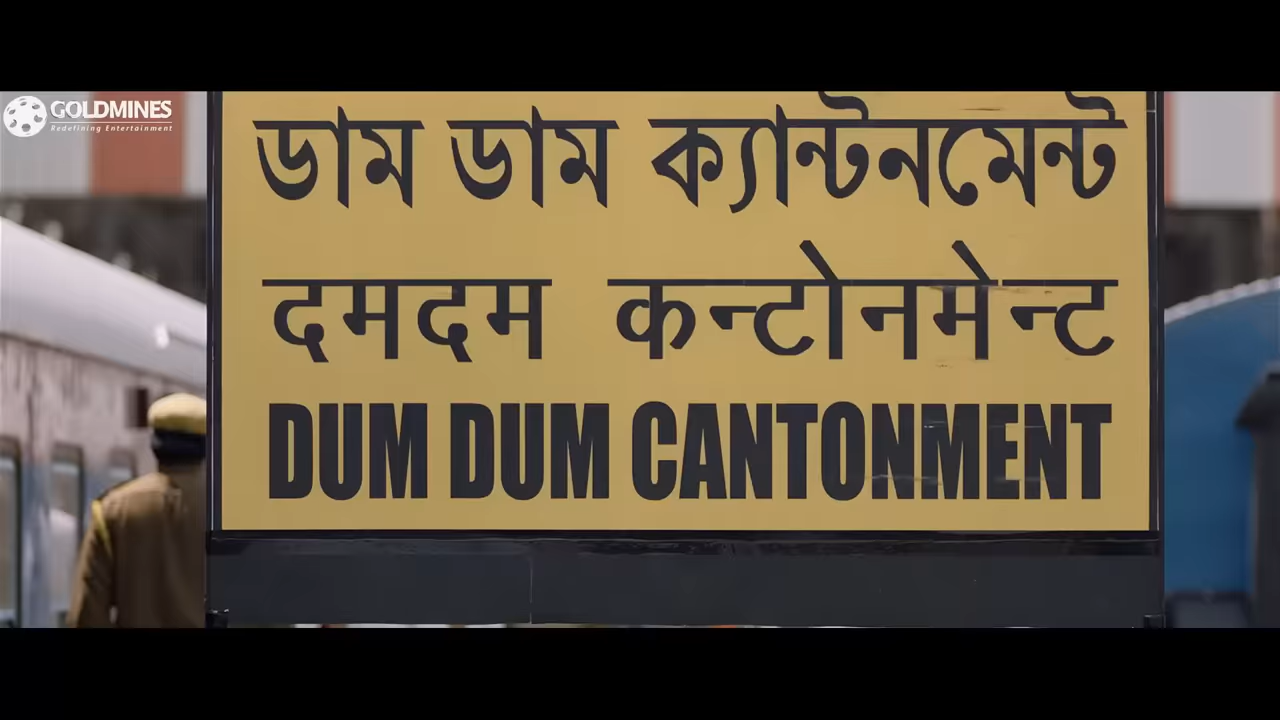 GOLDMINES
Redefining Entertainment
ডাম ডাম ক্যান্টনমেন্ট
दमदम कन्टोनमेन्ट
DUM DUM CANTONMENT